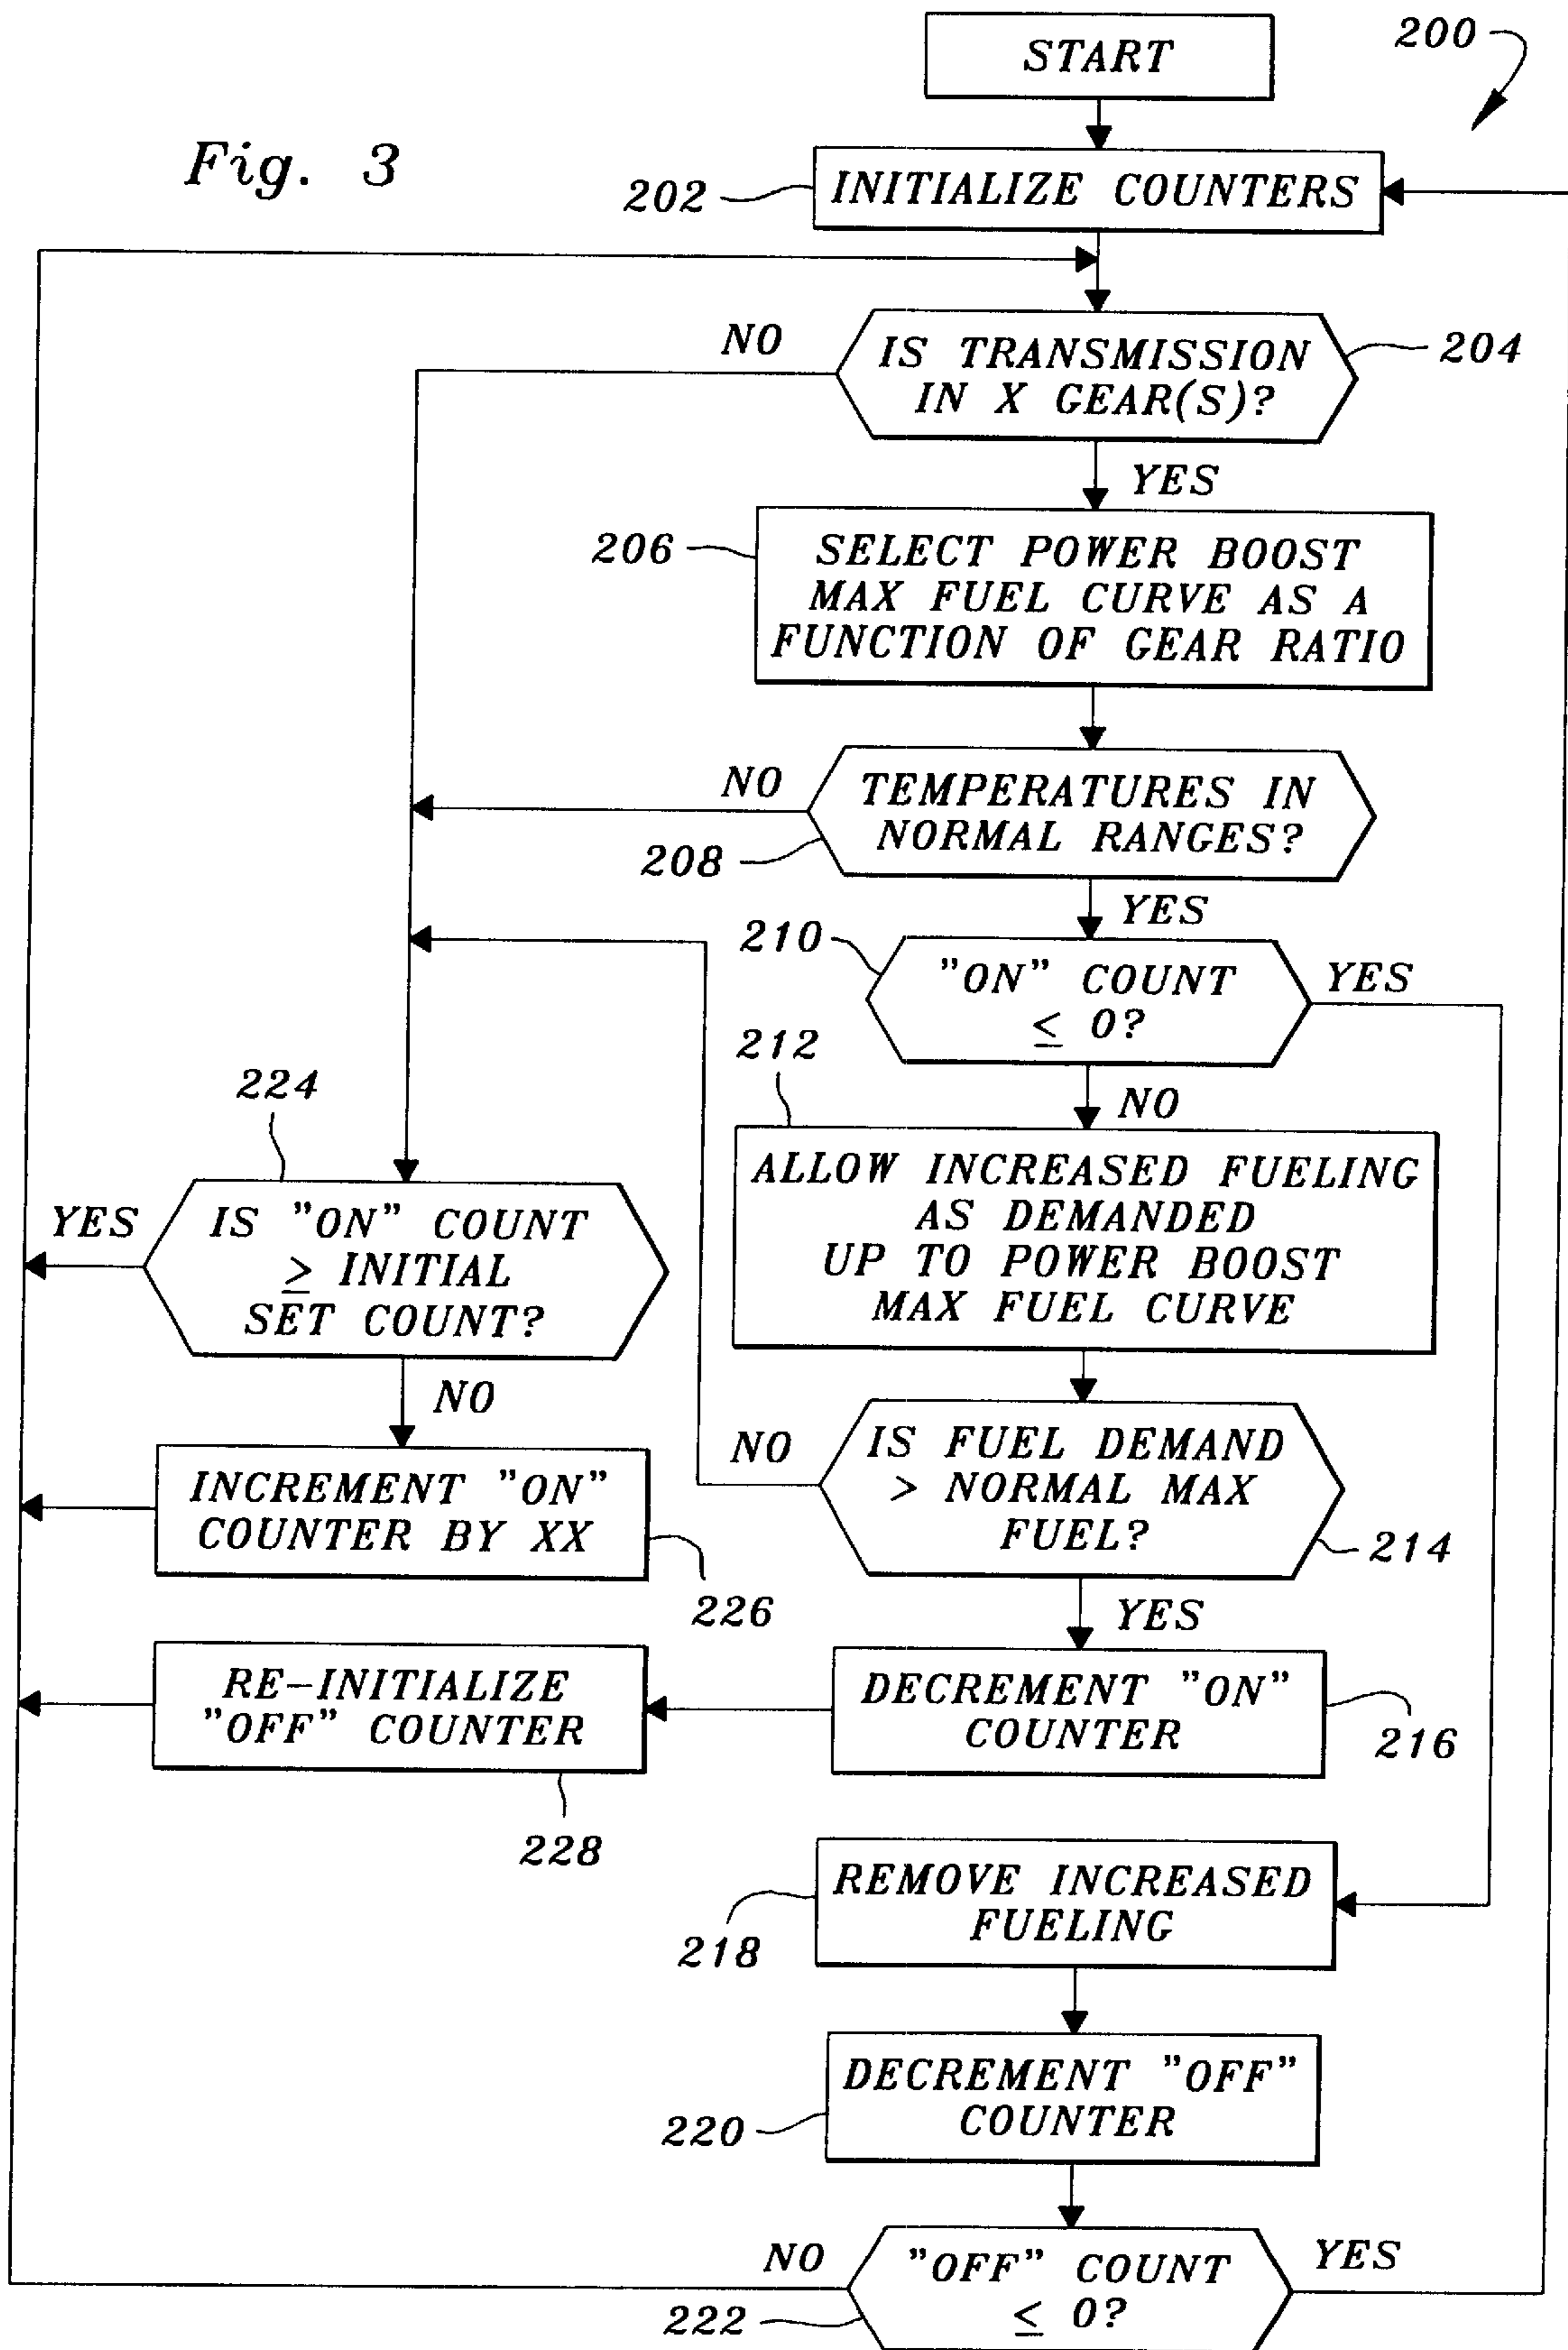 START
200
Fig. 3
202
INITIALIZE COUNTERS
NO
IS TRANSMISSION
IN X GEAR(S)?
204
YES
206
SELECT POWER BOOST
MAX FUEL CURVE AS A
FUNCTION OF GEAR RATIO
NO
TEMPERATURES IN
NORMAL RANGES?
208
YES
210
"ON" COUNT
≤ 0?
YES
212
NO
224
ALLOW INCREASED FUELING
AS DEMANDED
UP TO POWER BOOST
MAX FUEL CURVE
YES
IS "ON" COUNT
≥ INITIAL
SET COUNT?
NO
NO
IS FUEL DEMAND
> NORMAL MAX
FUEL?
214
INCREMENT "ON"
COUNTER BY XX
226
YES
RE-INITIALIZE
"OFF" COUNTER
228
DECREMENT "ON"
COUNTER
216
REMOVE INCREASED
FUELING
218
DECREMENT "OFF"
COUNTER
220
NO
"OFF" COUNT
≤ 0?
YES
222